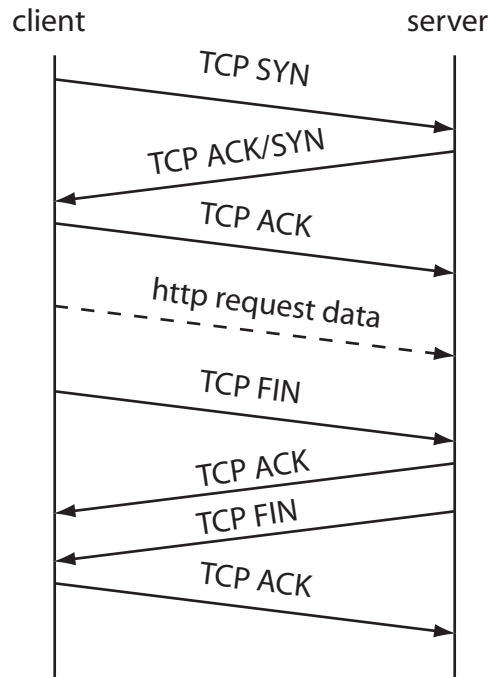 client
server
TCP SYN
TCP ACK/SYN
TCP ACK
http request data
TCP FIN
TCP ACK
TCP FIN
TCP ACK